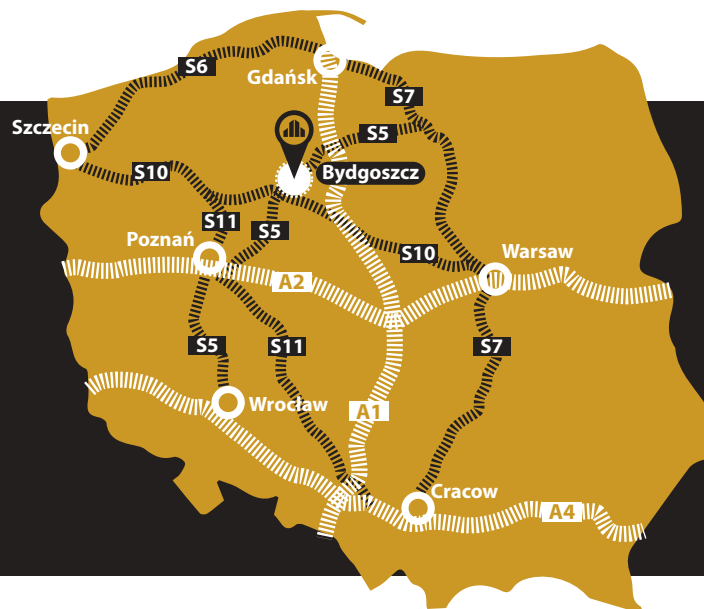 S6
Gdańsk
S7
Szczecin
S5
S10
Bydgoszcz
S11
S5
Poznań
S10
Warsaw
A2
S5
S11
S7
Wrocław
A1
Cracow
A4